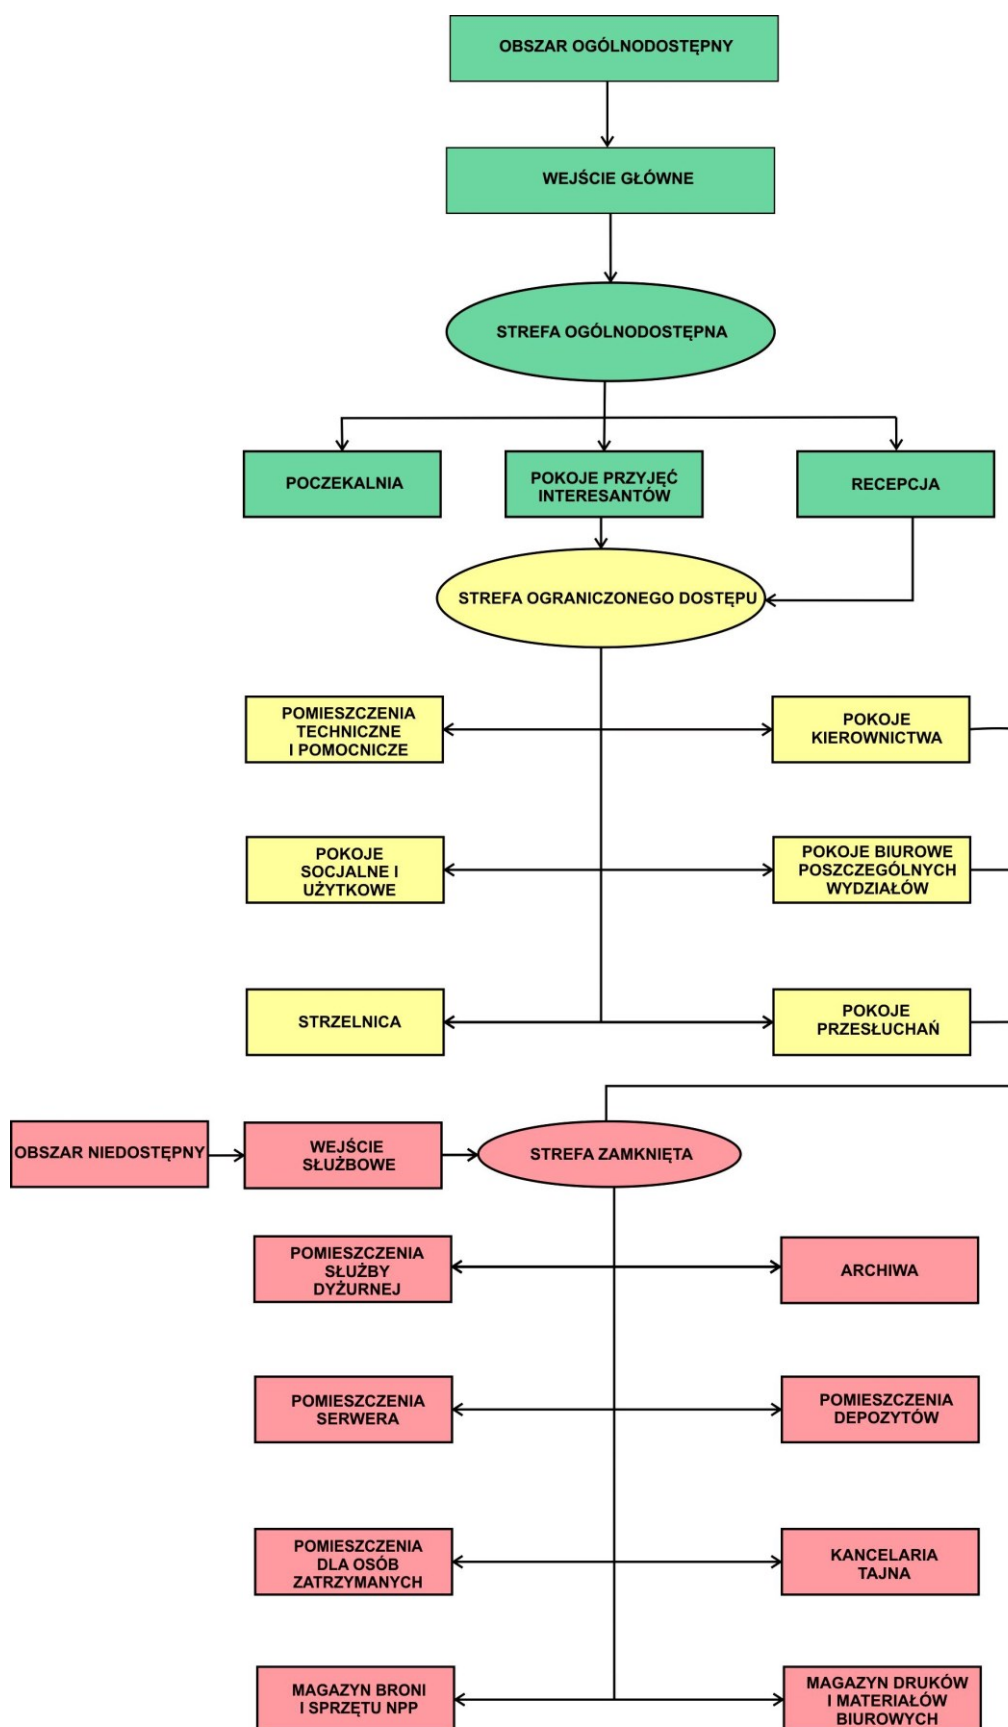 OBSZAR OGÓLNODOSTĘPNY
WEJŚCIE GŁÓWNE
STREFA OGÓLNODOSTĘPNA
POCZEKALNIA
POKOJE PRZYJĘĆ
INTERESANTÓW
RECEPCJA
STREFA OGRANICZONEGO DOSTĘPU
POMIESZCZENIA
TECHNICZNE
I POMOCNICZE
POKOJE
KIEROWNICTWA
POKOJE
SOCJALNE I
UŻYTKOWE
POKOJE BIUROWE
POSZCZEGÓLNYCH
WYDZIAŁÓW
STRZELNICA
POKOJE
PRZESŁUCHAŃ
OBSZAR NIEDOSTĘPNY
WEJŚCIE
SŁUŻBOWE
STREFA ZAMKNIĘTA
POMIESZCZENIA
SŁUŻBY
DYŻURNEJ
ARCHIWA
POMIESZCZENIA
SERWERA
POMIESZCZENIA
DEPOZYTÓW
POMIESZCZENIA
DLA OSÓB
ZATRZYMANYCH
KANCELARIA
TAJNA
MAGAZYN BRONI
I SPRZĘTU NPP
MAGAZYN DRUKÓW
I MATERIAŁÓW
BIUROWYCH